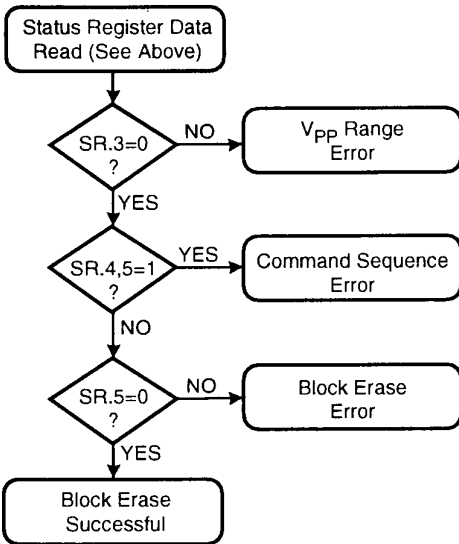 Status Register Data
Read (See Above)
SR.3=0
?
NO
VPP Range
Error
YES
SR.4,5=1
?
YES
Command Sequence
Error
NO
SR.5=0
?
NO
Block Erase
Error
YES
Block Erase
Successful